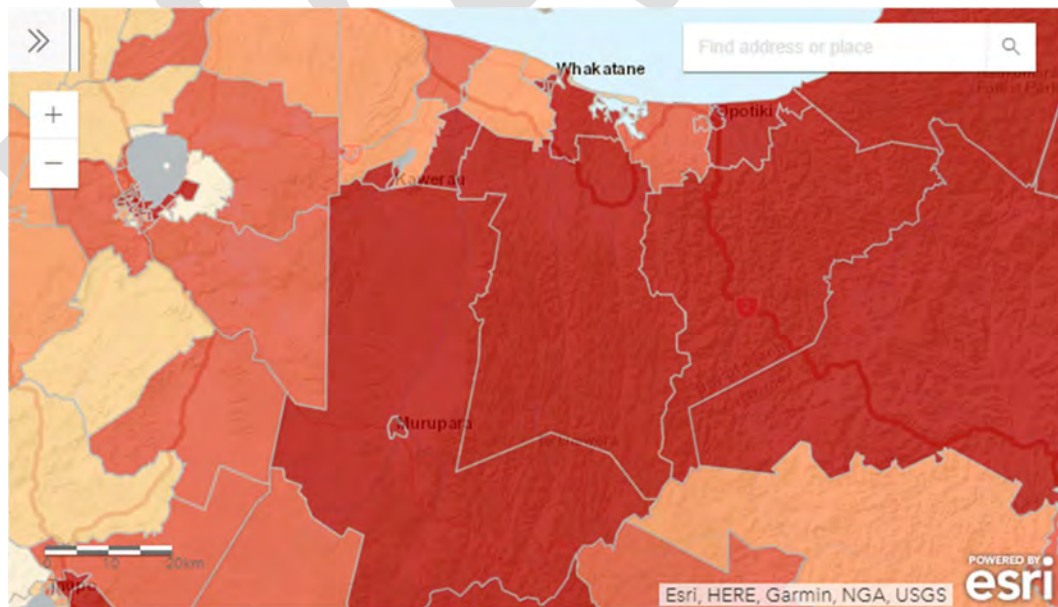 Find address or place
Whakatane
Opotiki
Kawerau
Murupara
Taupo
0 10 20km
POWERED BY
esri
Esri, HERE, Garmin, NGA, USGS